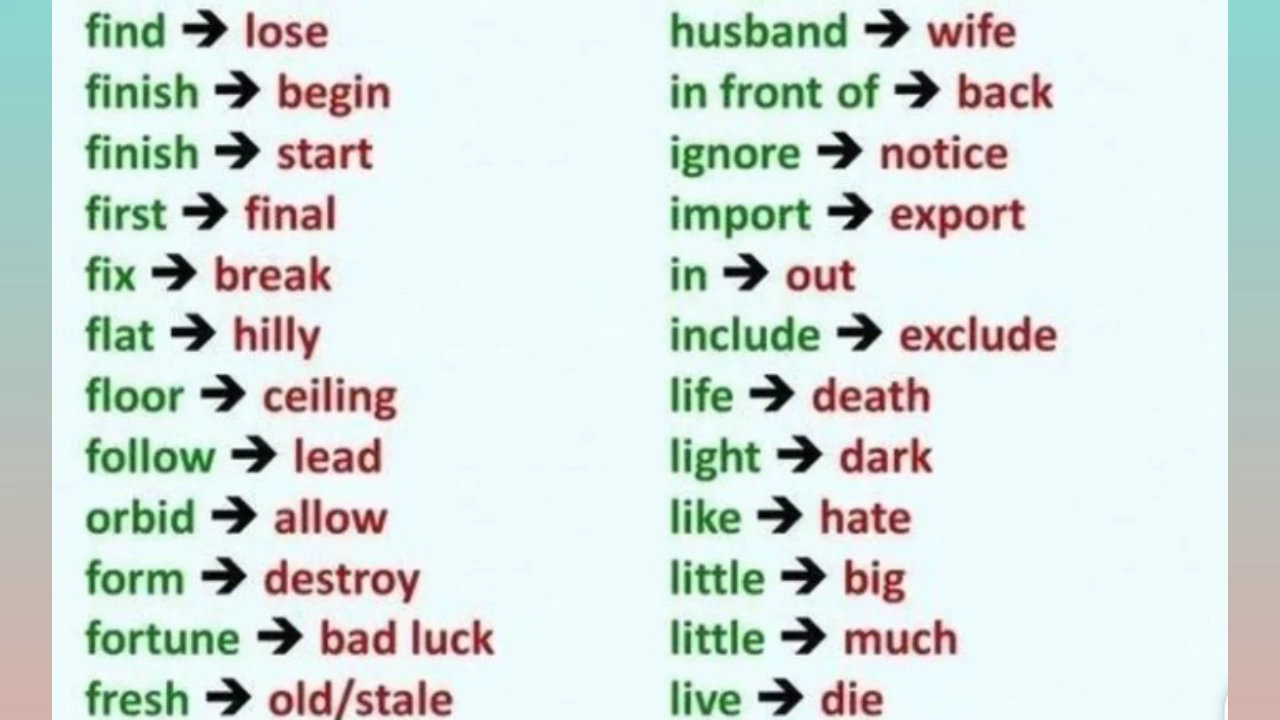 find → lose
finish → begin
finish → start
first → final
fix → break
flat → hilly
floor → ceiling
follow → lead
orbid → allow
form → destroy
fortune → bad luck
fresh → old/stale
husband → wife
in front of → back
ignore → notice
import → export
in → out
include → exclude
life → death
light → dark
like → hate
little → big
little → much
live → die